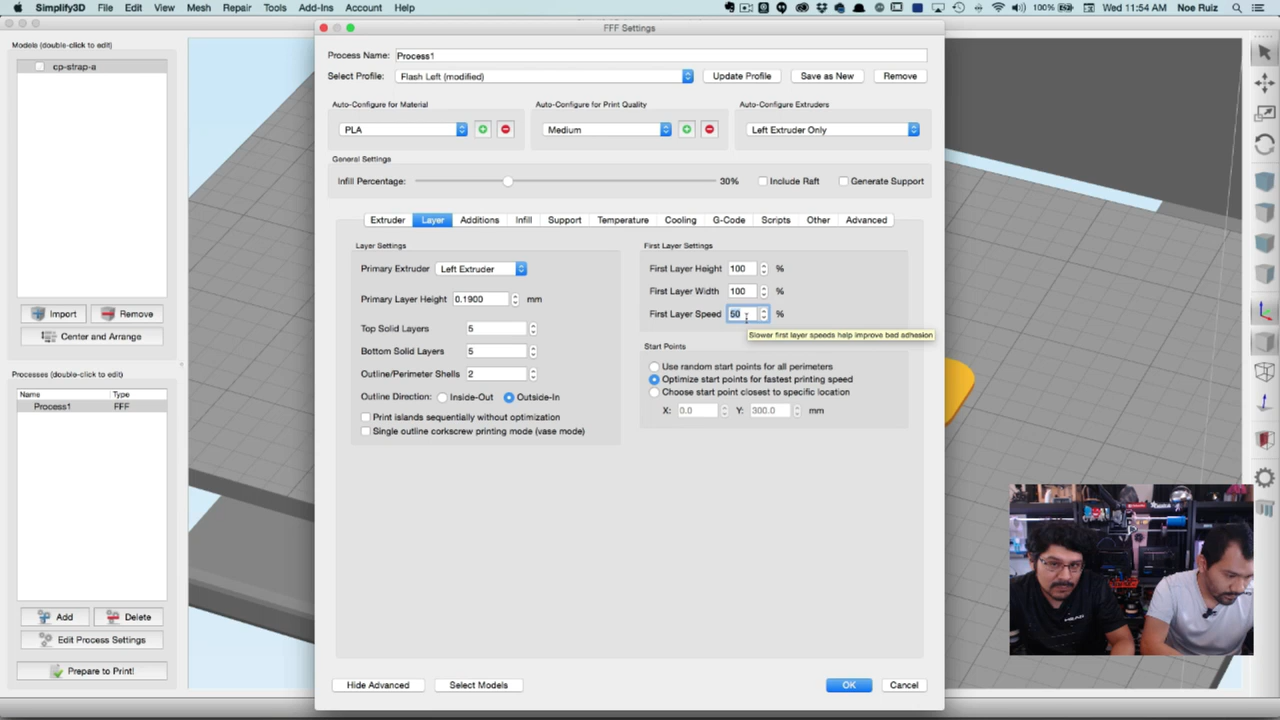 Simplify3D File Edit View Mesh Repair Tools Add-Ins Account Help 100% Wed 11:54 AM Noe Ruiz
FFF Settings
Models (double-click to edit)
cp-strap-a
Import Remove
Center and Arrange
Processes (double-click to edit)
Name Type
Process1 FFF
Add Delete
Edit Process Settings
Prepare to Print!
Process Name: Process1
Select Profile: Flash Left (modified) Update Profile Save as New Remove
Auto-Configure for Material Auto-Configure for Print Quality Auto-Configure Extruders
PLA Medium Left Extruder Only
General Settings
Infill Percentage: 30% Include Raft Generate Support
Extruder Layer Additions Infill Support Temperature Cooling G-Code Scripts Other Advanced
Layer Settings
Primary Extruder Left Extruder
Primary Layer Height 0.1900 mm
Top Solid Layers 5
Bottom Solid Layers 5
Outline/Perimeter Shells 2
Outline Direction: Inside-Out Outside-In
Print islands sequentially without optimization
Single outline corkscrew printing mode (vase mode)
First Layer Settings
First Layer Height 100 %
First Layer Width 100 %
First Layer Speed 50 %
Slower first layer speeds help improve bed adhesion
Start Points
Use random start points for all perimeters
Optimize start points for fastest printing speed
Choose start point closest to specific location
X: 0.0 Y: 300.0 mm
Hide Advanced Select Models OK Cancel